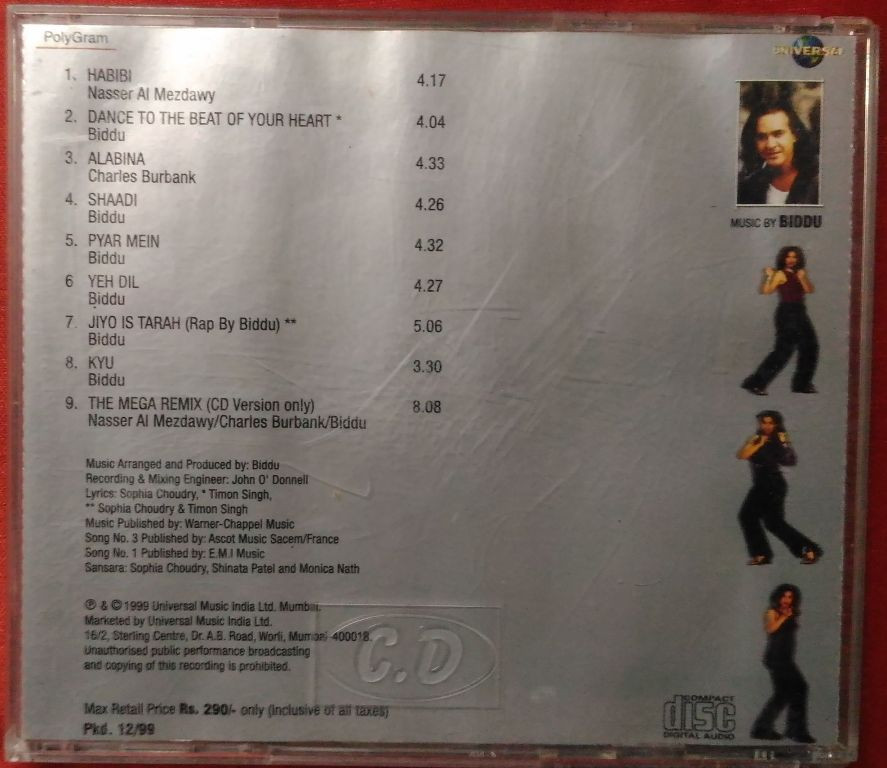 PolyGram
UNIVERSAL
1. HABIBI 4.17
Nasser Al Mezdawy
2. DANCE TO THE BEAT OF YOUR HEART * 4.04
Biddu
3. ALABINA 4.33
Charles Burbank
4. SHAADI 4.26
Biddu
5. PYAR MEIN 4.32
Biddu
6 YEH DIL 4.27
Biddu
7. JIYO IS TARAH (Rap By Biddu) ** 5.06
Biddu
8. KYU 3.30
Biddu
9. THE MEGA REMIX (CD Version only) 8.08
Nasser Al Mezdawy/Charles Burbank/Biddu
MUSIC BY BIDDU
Music Arranged and Produced by: Biddu
Recording & Mixing Engineer: John O' Donnell
Lyrics: Sophia Choudry, * Timon Singh,
** Sophia Choudry & Timon Singh
Music Published by: Warner-Chappel Music
Song No. 3 Published by: Ascot Music Sacem/France
Song No. 1 Published by: E.M.I Music
Sansara: Sophia Choudry, Shinata Patel and Monica Nath
℗ & © 1999 Universal Music India Ltd. Mumbai.
Marketed by Universal Music India Ltd.
16/2, Sterling Centre, Dr. A.B. Road, Worli, Mumbai 400018.
Unauthorised public performance broadcasting
and copying of this recording is prohibited.
C.D
Max Retail Price Rs. 290/- only (inclusive of all taxes)
Pkd. 12/99
COMPACT
disc
DIGITAL AUDIO